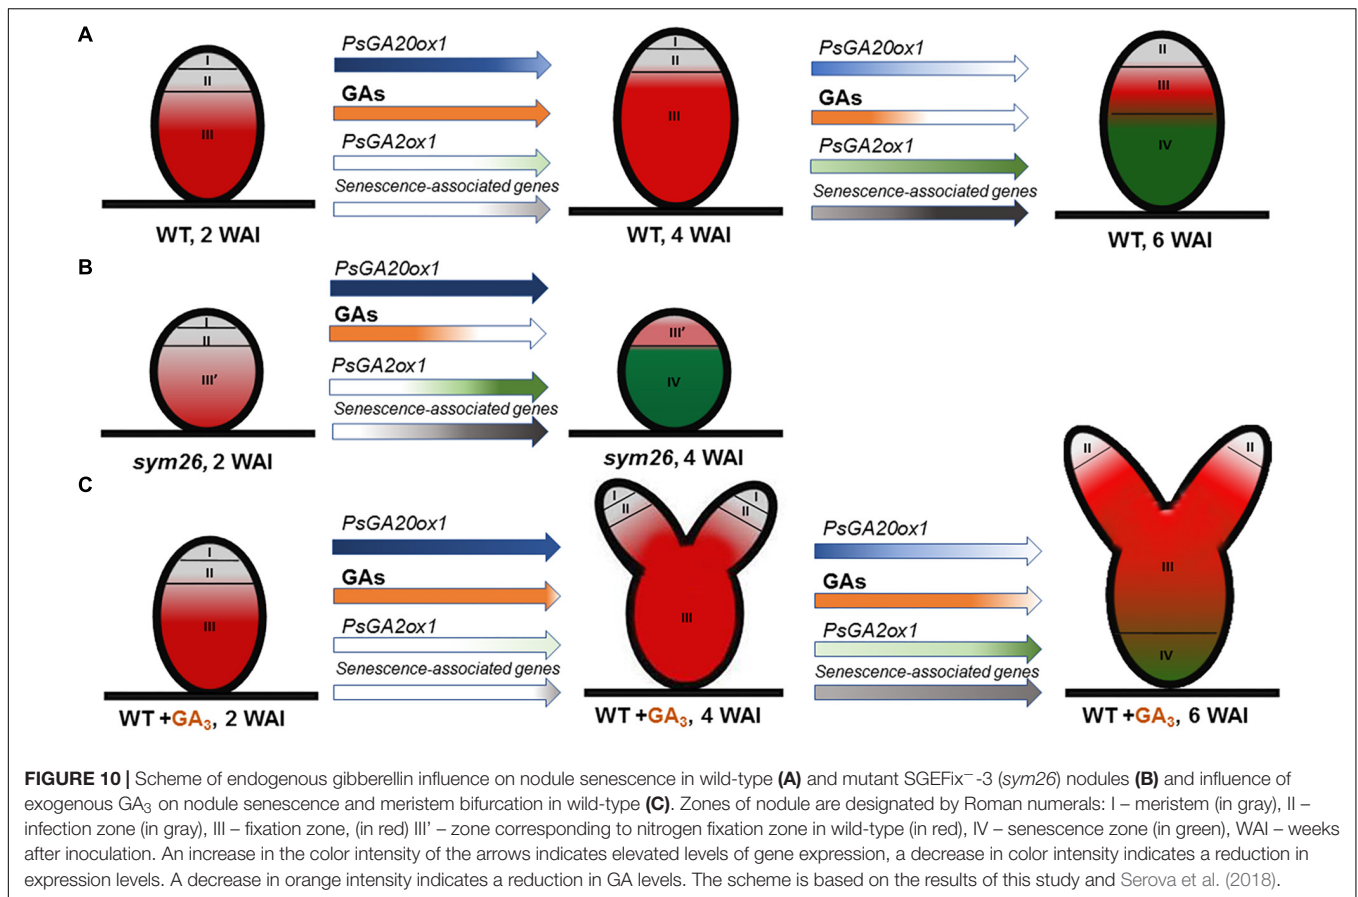 A
PsGA20ox1
GAs
PsGA2ox1
Senescence-associated genes
I
II
III
WT, 2 WAI
I
II
III
WT, 4 WAI
PsGA20ox1
GAs
PsGA2ox1
Senescence-associated genes
II
III
IV
WT, 6 WAI
B
PsGA20ox1
GAs
PsGA2ox1
Senescence-associated genes
I
II
III'
sym26, 2 WAI
III'
IV
sym26, 4 WAI
C
PsGA20ox1
GAs
PsGA2ox1
Senescence-associated genes
I
II
III
WT +GA₃, 2 WAI
I
II
I
II
III
WT +GA₃, 4 WAI
PsGA20ox1
GAs
PsGA2ox1
Senescence-associated genes
II
II
III
IV
WT +GA₃, 6 WAI
FIGURE 10 | Scheme of endogenous gibberellin influence on nodule senescence in wild-type (A) and mutant SGEFix⁻-3 (sym26) nodules (B) and influence of
exogenous GA₃ on nodule senescence and meristem bifurcation in wild-type (C). Zones of nodule are designated by Roman numerals: I – meristem (in gray), II –
infection zone (in gray), III – fixation zone, (in red) III' – zone corresponding to nitrogen fixation zone in wild-type (in red), IV – senescence zone (in green), WAI – weeks
after inoculation. An increase in the color intensity of the arrows indicates elevated levels of gene expression, a decrease in color intensity indicates a reduction in
expression levels. A decrease in orange intensity indicates a reduction in GA levels. The scheme is based on the results of this study and Serova et al. (2018).